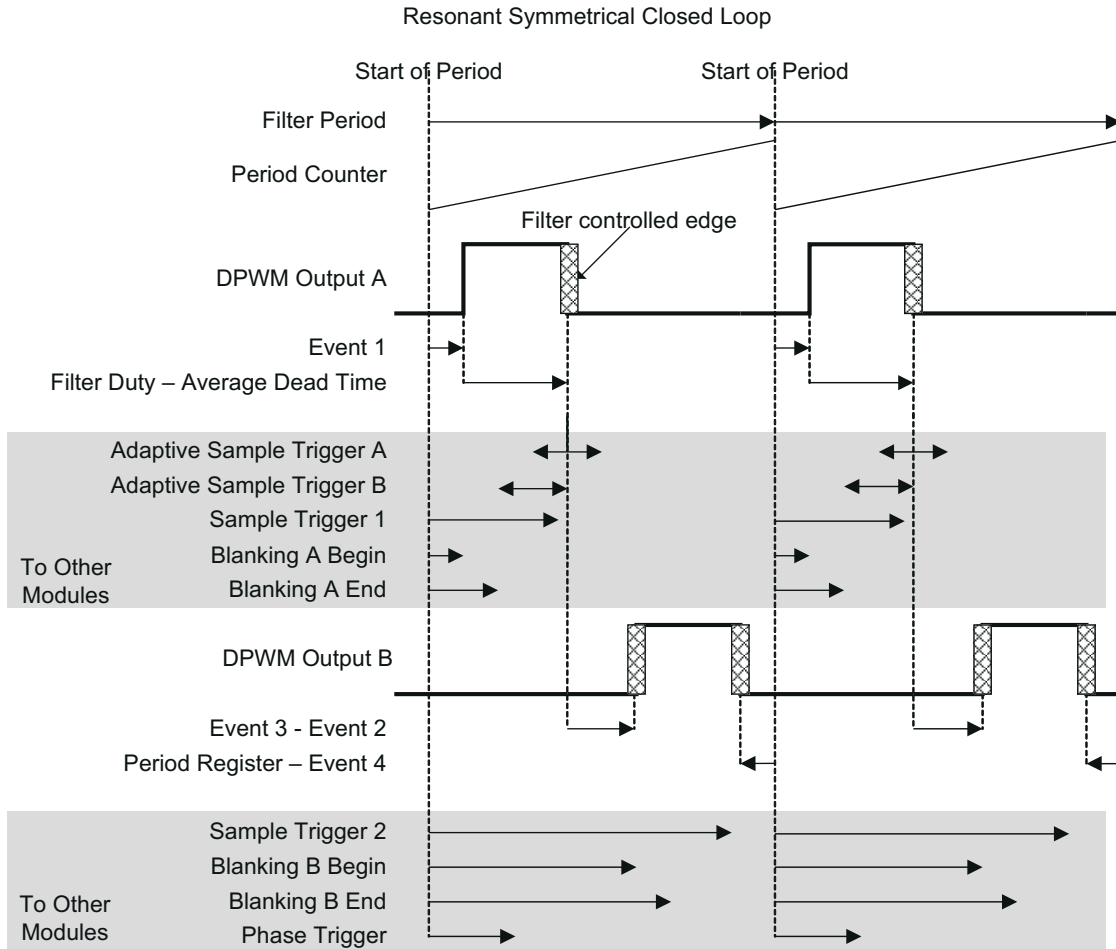 Resonant Symmetrical Closed Loop
Start of Period
Start of Period
Filter Period
Period Counter
Filter controlled edge
DPWM Output A
Event 1
Filter Duty – Average Dead Time
Adaptive Sample Trigger A
Adaptive Sample Trigger B
Sample Trigger 1
Blanking A Begin
Blanking A End
To Other
Modules
DPWM Output B
Event 3 - Event 2
Period Register – Event 4
Sample Trigger 2
Blanking B Begin
Blanking B End
Phase Trigger
To Other
Modules